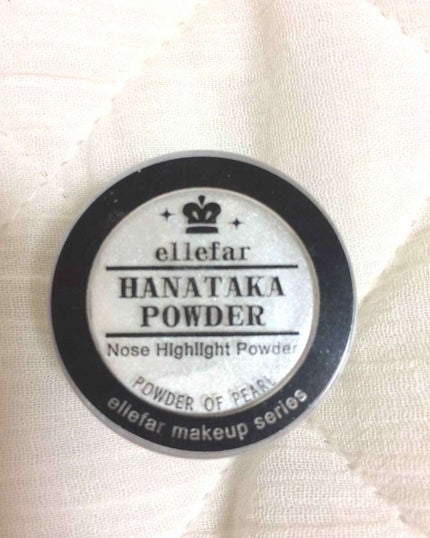 ellefar
HANATAKA
POWDER
Nose Highlight Powder
POWDER OF PEARL
ellefar makeup series